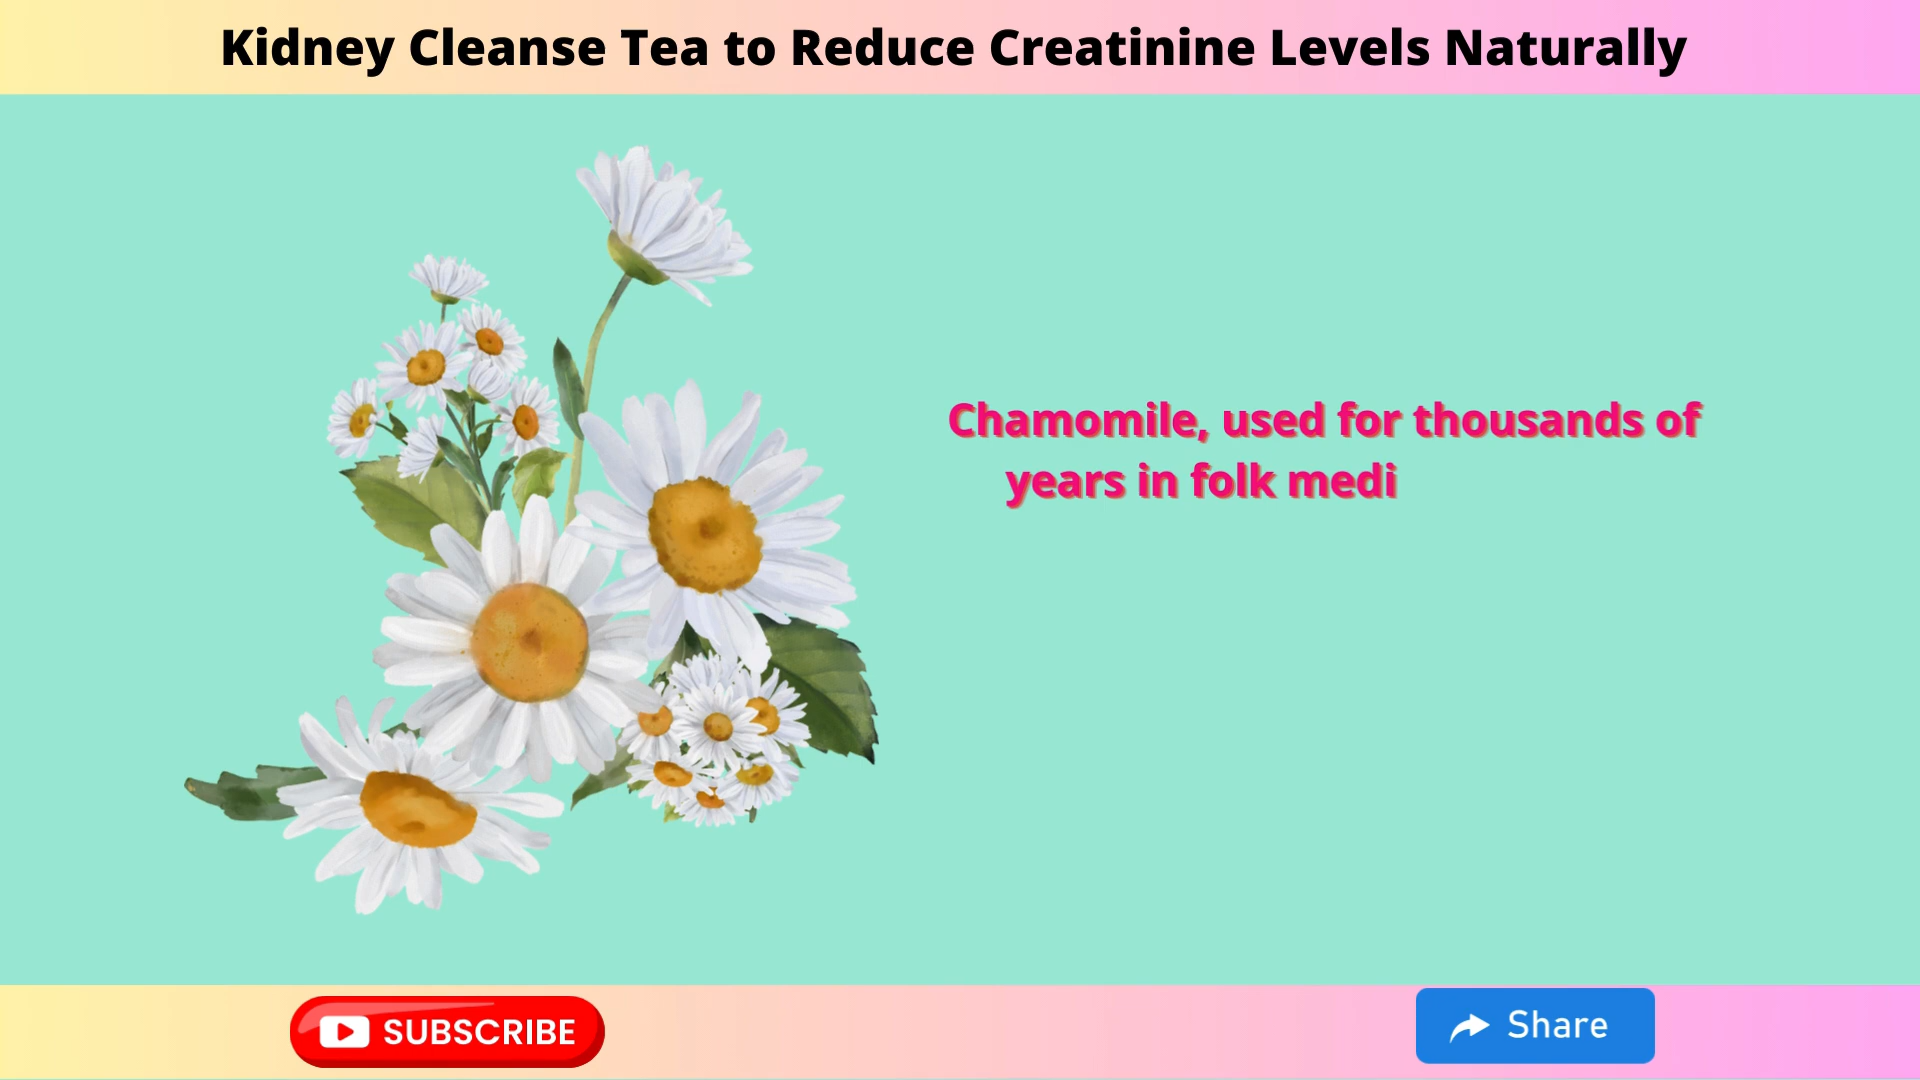 Kidney Cleanse Tea to Reduce Creatinine Levels Naturally
Chamomile, used for thousands of
years in folk medi
SUBSCRIBE
Share